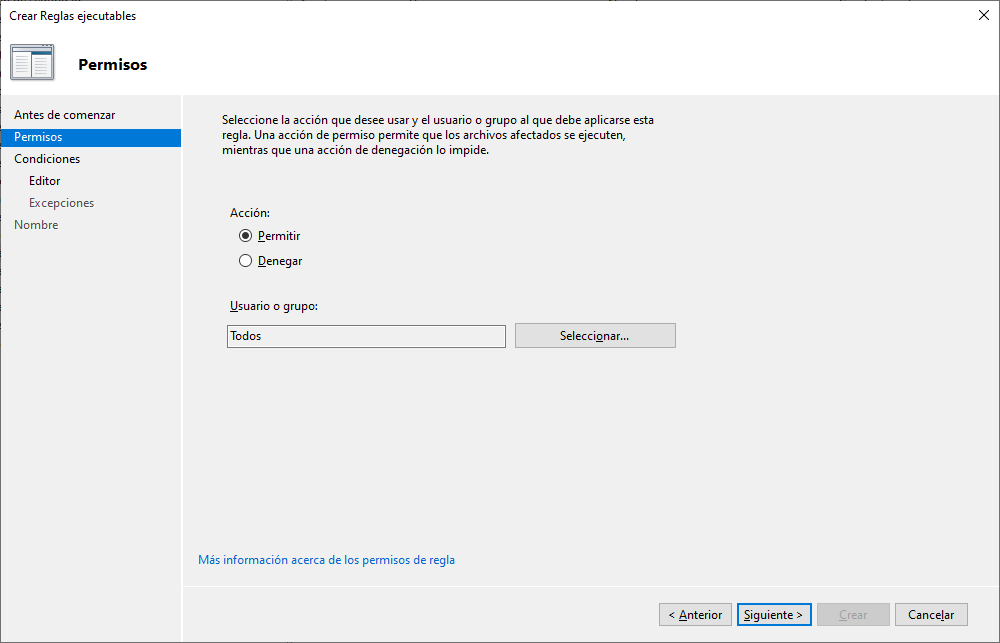 Crear Reglas ejecutables
Permisos
Antes de comenzar
Permisos
Condiciones
Editor
Excepciones
Nombre
Seleccione la acción que desee usar y el usuario o grupo al que debe aplicarse esta
regla. Una acción de permiso permite que los archivos afectados se ejecuten,
mientras que una acción de denegación lo impide.
Acción:
Permitir
Denegar
Usuario o grupo:
Todos
Seleccionar...
Más información acerca de los permisos de regla
< Anterior
Siguiente >
Crear
Cancelar